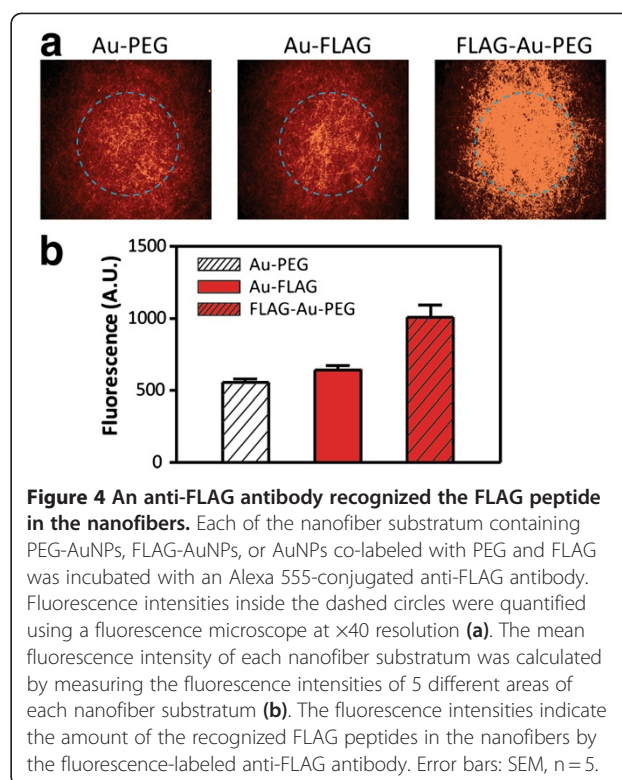 a
Au-PEG Au-FLAG FLAG-Au-PEG
b
Fluorescence (A.U.)
1500
1000
500
0
Au-PEG
Au-FLAG
FLAG-Au-PEG
Figure 4 An anti-FLAG antibody recognized the FLAG peptide
in the nanofibers. Each of the nanofiber substratum containing
PEG-AuNPs, FLAG-AuNPs, or AuNPs co-labeled with PEG and FLAG
was incubated with an Alexa 555-conjugated anti-FLAG antibody.
Fluorescence intensities inside the dashed circles were quantified
using a fluorescence microscope at ×40 resolution (a). The mean
fluorescence intensity of each nanofiber substratum was calculated
by measuring the fluorescence intensities of 5 different areas of
each nanofiber substratum (b). The fluorescence intensities indicate
the amount of the recognized FLAG peptides in the nanofibers by
the fluorescence-labeled anti-FLAG antibody. Error bars: SEM, n = 5.